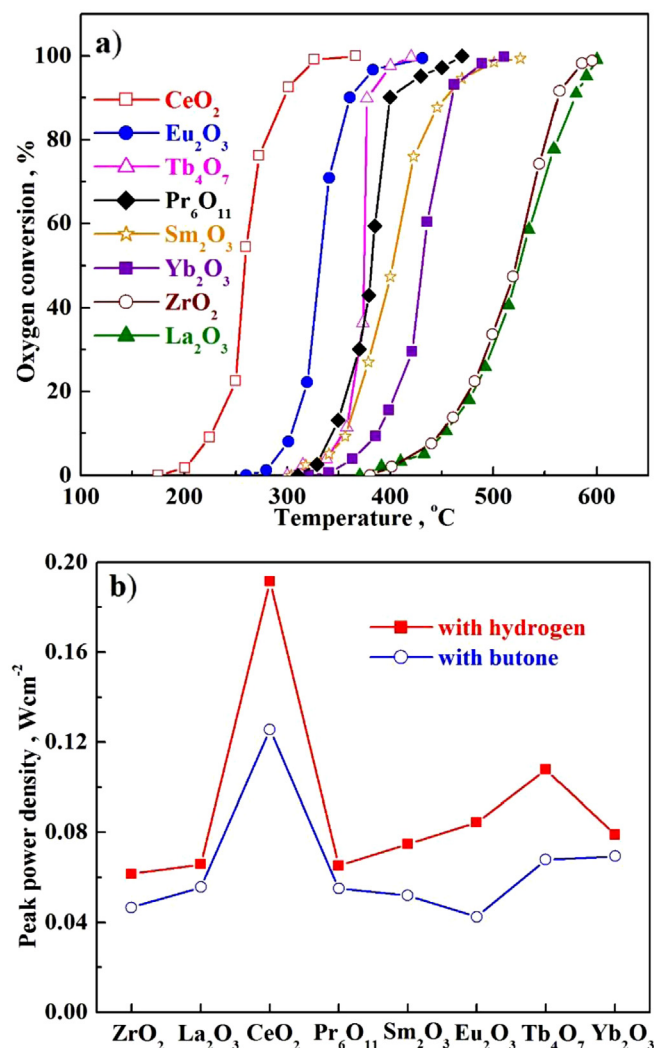 a)
100
80
60
40
20
0
Oxygen conversion , %
CeO₂
Eu₂O₃
Tb₄O₇
Pr₆O₁₁
Sm₂O₃
Yb₂O₃
ZrO₂
La₂O₃
100 200 300 400 500 600
Temperature , °C
b)
0.20
0.16
0.12
0.08
0.04
0.00
Peak power density , Wcm⁻²
with hydrogen
with butone
ZrO₂ La₂O₃ CeO₂ Pr₆O₁₁ Sm₂O₃ Eu₂O₃ Tb₄O₇ Yb₂O₃